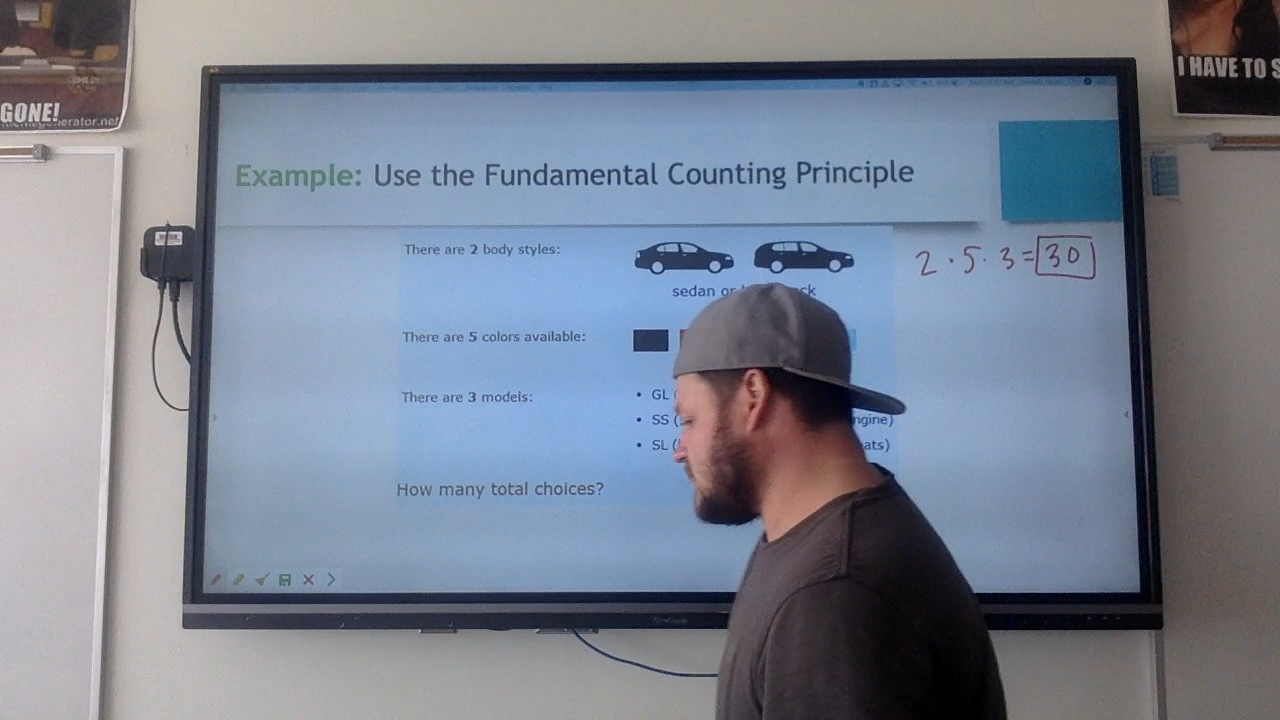 GONE!
I HAVE TO
Example: Use the Fundamental Counting Principle
There are 2 body styles:
sedan or
2 · 5 · 3 = 30
There are 5 colors available:
There are 3 models:
• GL (
• SS (
• SL (
How many total choices?